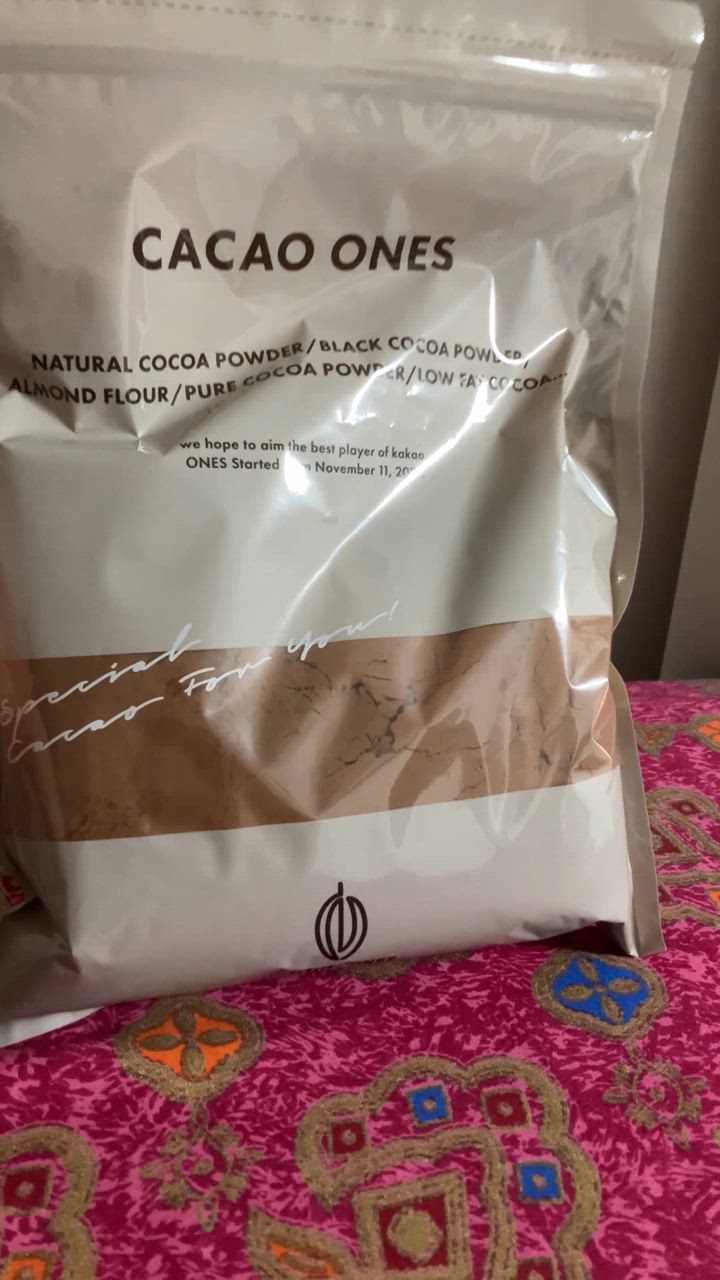 CACAO ONES
NATURAL COCOA POWDER/BLACK COCOA POWDER/
ALMOND FLOUR/PURE COCOA POWDER/LOW FAT COCOA...
we hope to aim the best player of kakao
ONES Started November 11,
Special
Cacao For You!